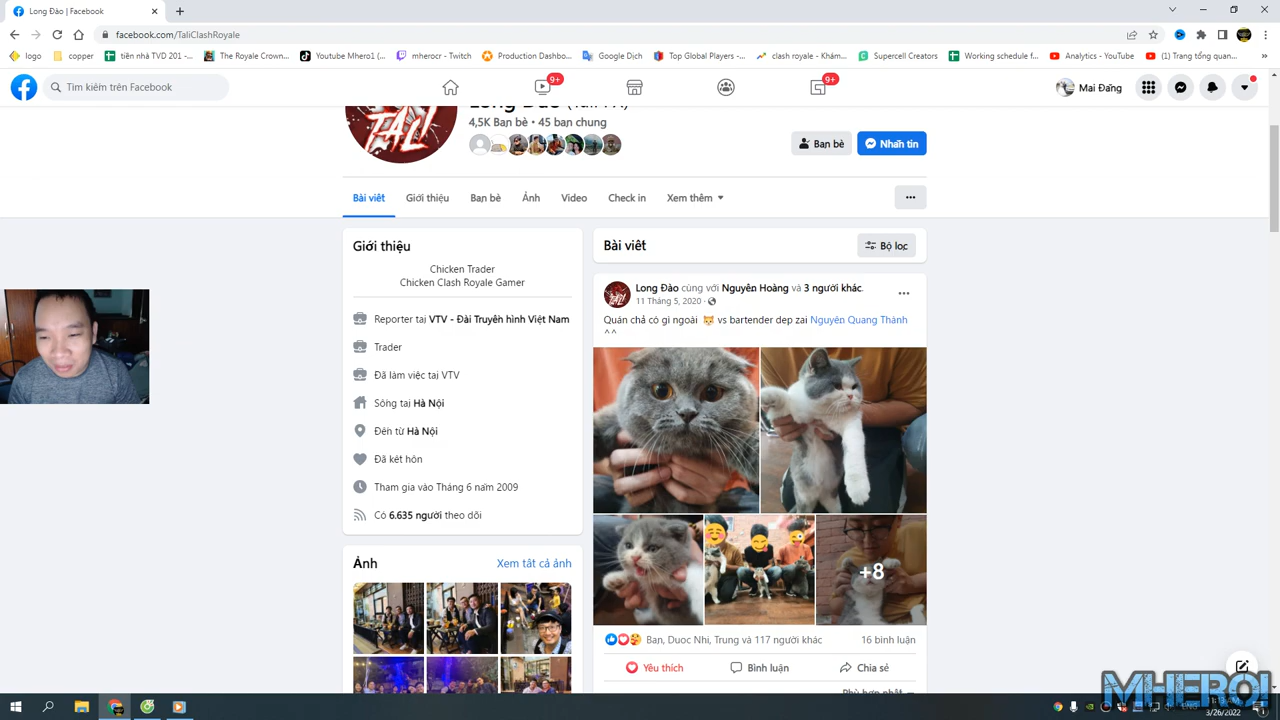 Long Đào | Facebook
facebook.com/TaliClashRoyale
logo
copper
tiền nhà TVD 201 -...
The Royale Crown...
Youtube Mhero1 (...
mherocr - Twitch
Production Dashbo...
Google Dịch
Top Global Players -...
clash royale - Khám...
Supercell Creators
Working schedule f...
Analytics - YouTube
(1) Trang tổng quan...
Tìm kiếm trên Facebook
9+
9+
Mai Đặng
TALI
4,5K Bạn bè • 45 bạn chung
Bạn bè
Nhắn tin
Bài viết
Giới thiệu
Bạn bè
Ảnh
Video
Check in
Xem thêm
Giới thiệu
Chicken Trader
Chicken Clash Royale Gamer
Reporter tại VTV - Đài Truyền hình Việt Nam
Trader
Đã làm việc tại VTV
Sống tại Hà Nội
Đến từ Hà Nội
Đã kết hôn
Tham gia vào Tháng 6 năm 2009
Có 6.635 người theo dõi
Ảnh
Xem tất cả ảnh
Bài viết
Bộ lọc
Long Đào cùng với Nguyễn Hoàng và 3 người khác.
11 Tháng 5, 2020 ·
Quán chả có gì ngoài 🐱 vs bartender đẹp zai Nguyễn Quang Thành
^^
+8
Bạn, Duoc Nhi, Trung và 117 người khác
16 bình luận
Yêu thích
Bình luận
Chia sẻ
Phù hợp nhất
MHERO!
3/26/2022